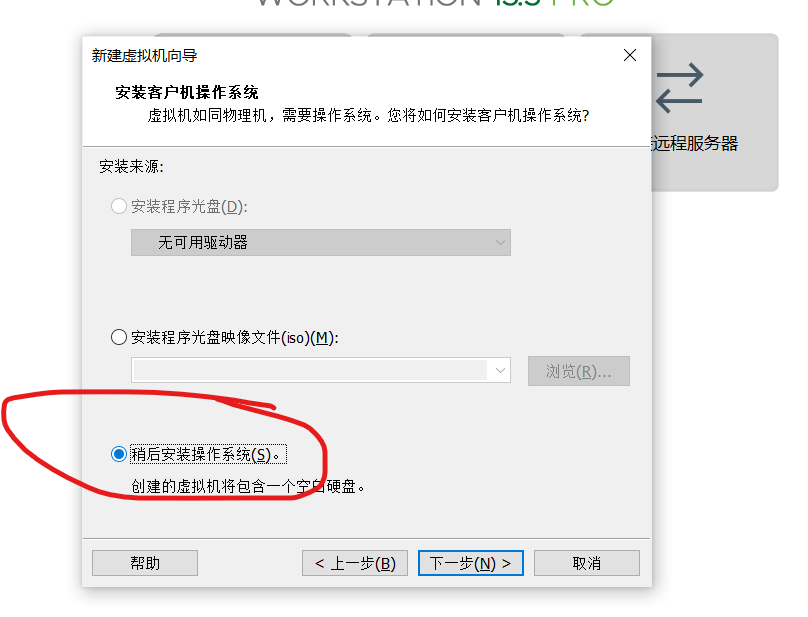 WORKSTATION 15.5 PRO
新建虚拟机向导
安装客户机操作系统
虚拟机如同物理机，需要操作系统。您将如何安装客户机操作系统?
远程服务器
安装来源:
安装程序光盘(D):
无可用驱动器
安装程序光盘映像文件(iso)(M):
浏览(R)...
稍后安装操作系统(S)。
创建的虚拟机将包含一个空白硬盘。
帮助
< 上一步(B)
下一步(N) >
取消